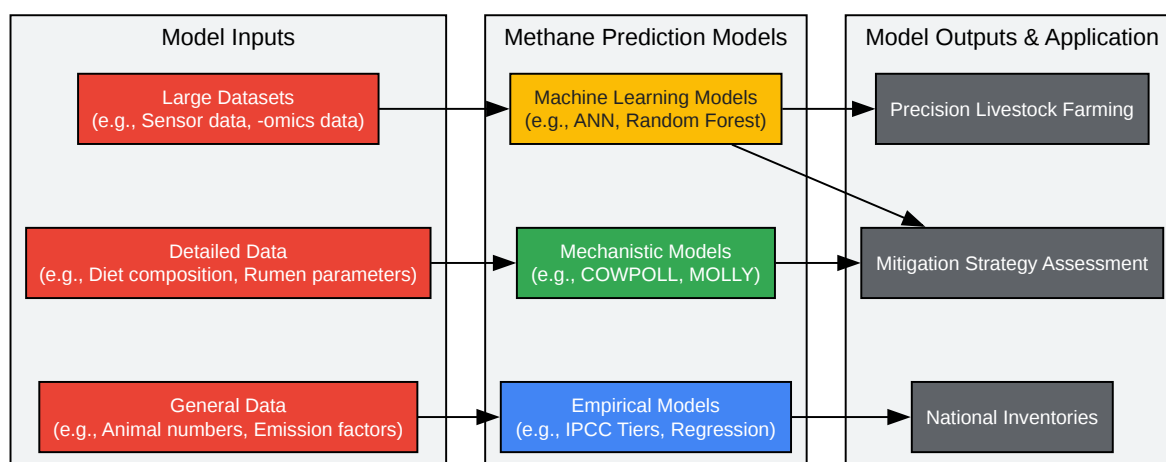 Model Inputs
Large Datasets
(e.g., Sensor data, -omics data)
Detailed Data
(e.g., Diet composition, Rumen parameters)
General Data
(e.g., Animal numbers, Emission factors)
Methane Prediction Models
Machine Learning Models
(e.g., ANN, Random Forest)
Mechanistic Models
(e.g., COWPOLL, MOLLY)
Empirical Models
(e.g., IPCC Tiers, Regression)
Model Outputs & Application
Precision Livestock Farming
Mitigation Strategy Assessment
National Inventories